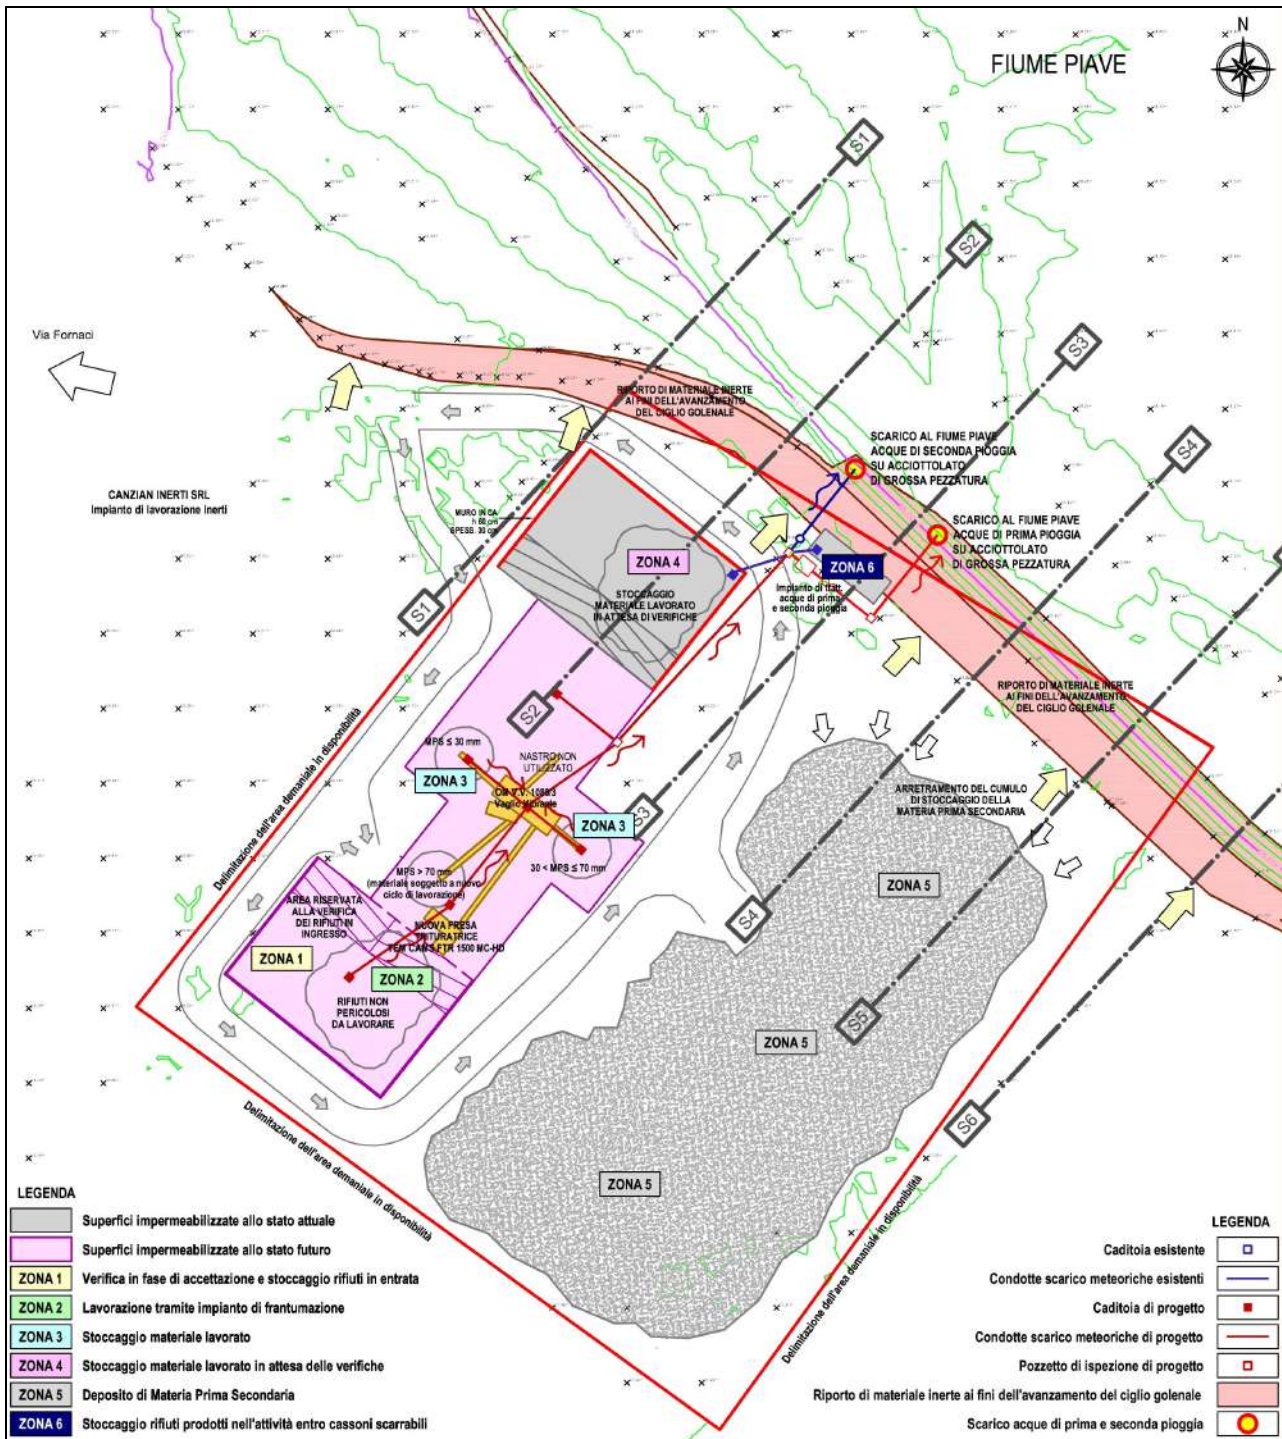 N
FIUME PIAVE
S1
S2
S3
S4
Via Fornaci
RIPORTO DI MATERIALE INERTE
AI FINI DELL'AVANZAMENTO
DEL CIGLIO GOLENALE
SCARICO AL FIUME PIAVE
ACQUE DI SECONDA PIOGGIA
SU ACCIOTTOLATO
DI GROSSA PEZZATURA
CANZIAN INERTI SRL
Impianto di lavorazione inerti
MURO IN CA
h 60 cm
SPESS. 30 cm
SCARICO AL FIUME PIAVE
ACQUE DI PRIMA PIOGGIA
SU ACCIOTTOLATO
DI GROSSA PEZZATURA
ZONA 4
ZONA 6
STOCCAGGIO
MATERIALE LAVORATO
IN ATTESA DI VERIFICHE
Impianto di tratt.
acque di prima
e seconda pioggia
S1
S2
RIPORTO DI MATERIALE INERTE
AI FINI DELL'AVANZAMENTO
DEL CIGLIO GOLENALE
Delimitazione dell'area demaniale in disponibilità
MPS ≤ 30 mm
NASTRO NON
UTILIZZATO
ZONA 3
OM V.V. 1088/3
Vaglio Vibrante
ZONA 3
S3
ARRETRAMENTO DEL CUMULO
DI STOCCAGGIO DELLA
MATERIA PRIMA SECONDARIA
MPS > 70 mm
(materiale soggetto a nuovo
ciclo di lavorazione)
30 < MPS ≤ 70 mm
ZONA 5
AREA RISERVATA
ALLA VERIFICA
DEI RIFIUTI IN
INGRESSO
NUOVA FRESA
TRITURATRICE
FTR 1500 MC-HD
S4
ZONA 1
ZONA 2
RIFIUTI NON
PERICOLOSI
DA LAVORARE
S5
ZONA 5
S6
Delimitazione dell'area demaniale in disponibilità
ZONA 5
Delimitazione dell'area demaniale in disponibilità
LEGENDA
Superfici impermeabilizzate allo stato attuale
Superfici impermeabilizzate allo stato futuro
ZONA 1 Verifica in fase di accettazione e stoccaggio rifiuti in entrata
ZONA 2 Lavorazione tramite impianto di frantumazione
ZONA 3 Stoccaggio materiale lavorato
ZONA 4 Stoccaggio materiale lavorato in attesa delle verifiche
ZONA 5 Deposito di Materia Prima Secondaria
ZONA 6 Stoccaggio rifiuti prodotti nell'attività entro cassoni scarrabili
LEGENDA
Caditoia esistente
Condotte scarico meteoriche esistenti
Caditoia di progetto
Condotte scarico meteoriche di progetto
Pozzetto di ispezione di progetto
Riporto di materiale inerte ai fini dell'avanzamento del ciglio golenale
Scarico acque di prima e seconda pioggia